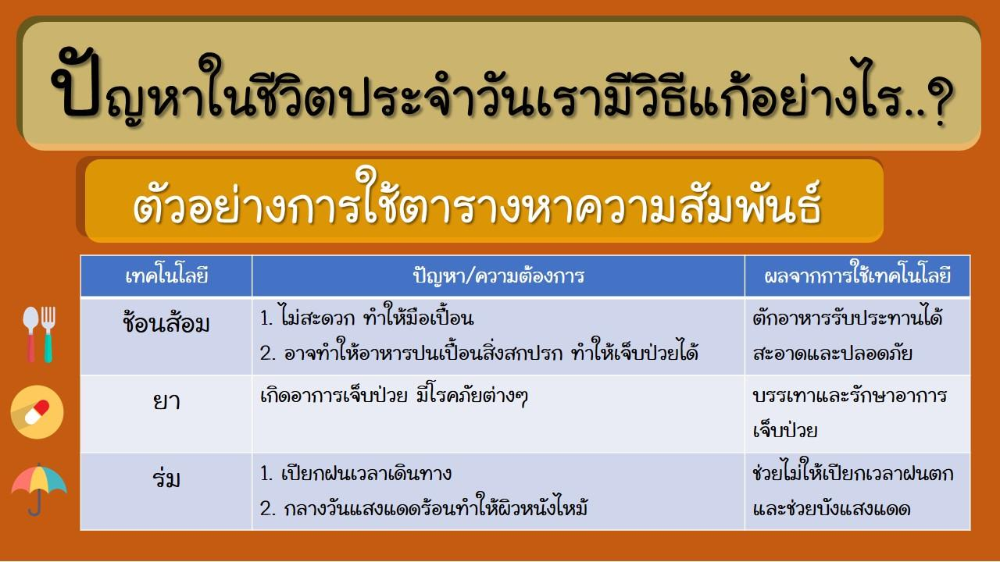 ปัญหาในชีวิตประจำวันเรามีวิธีแก้อย่างไร..?
ตัวอย่างการใช้ตารางหาความสัมพันธ์
เทคโนโลยี ปัญหา/ความต้องการ ผลจากการใช้เทคโนโลยี
ช้อนส้อม
1. ไม่สะดวก ทำให้มือเปื้อน
2. อาจทำให้อาหารปนเปื้อนสิ่งสกปรก ทำให้เจ็บป่วยได้
ตักอาหารรับประทานได้
สะอาดและปลอดภัย
ยา
เกิดอาการเจ็บป่วย มีโรคภัยต่างๆ
บรรเทาและรักษาอาการ
เจ็บป่วย
ร่ม
1. เปียกฝนเวลาเดินทาง
2. กลางวันแสงแดดร้อนทำให้ผิวหนังไหม้
ช่วยไม่ให้เปียกเวลาฝนตก
และช่วยบังแสงแดด